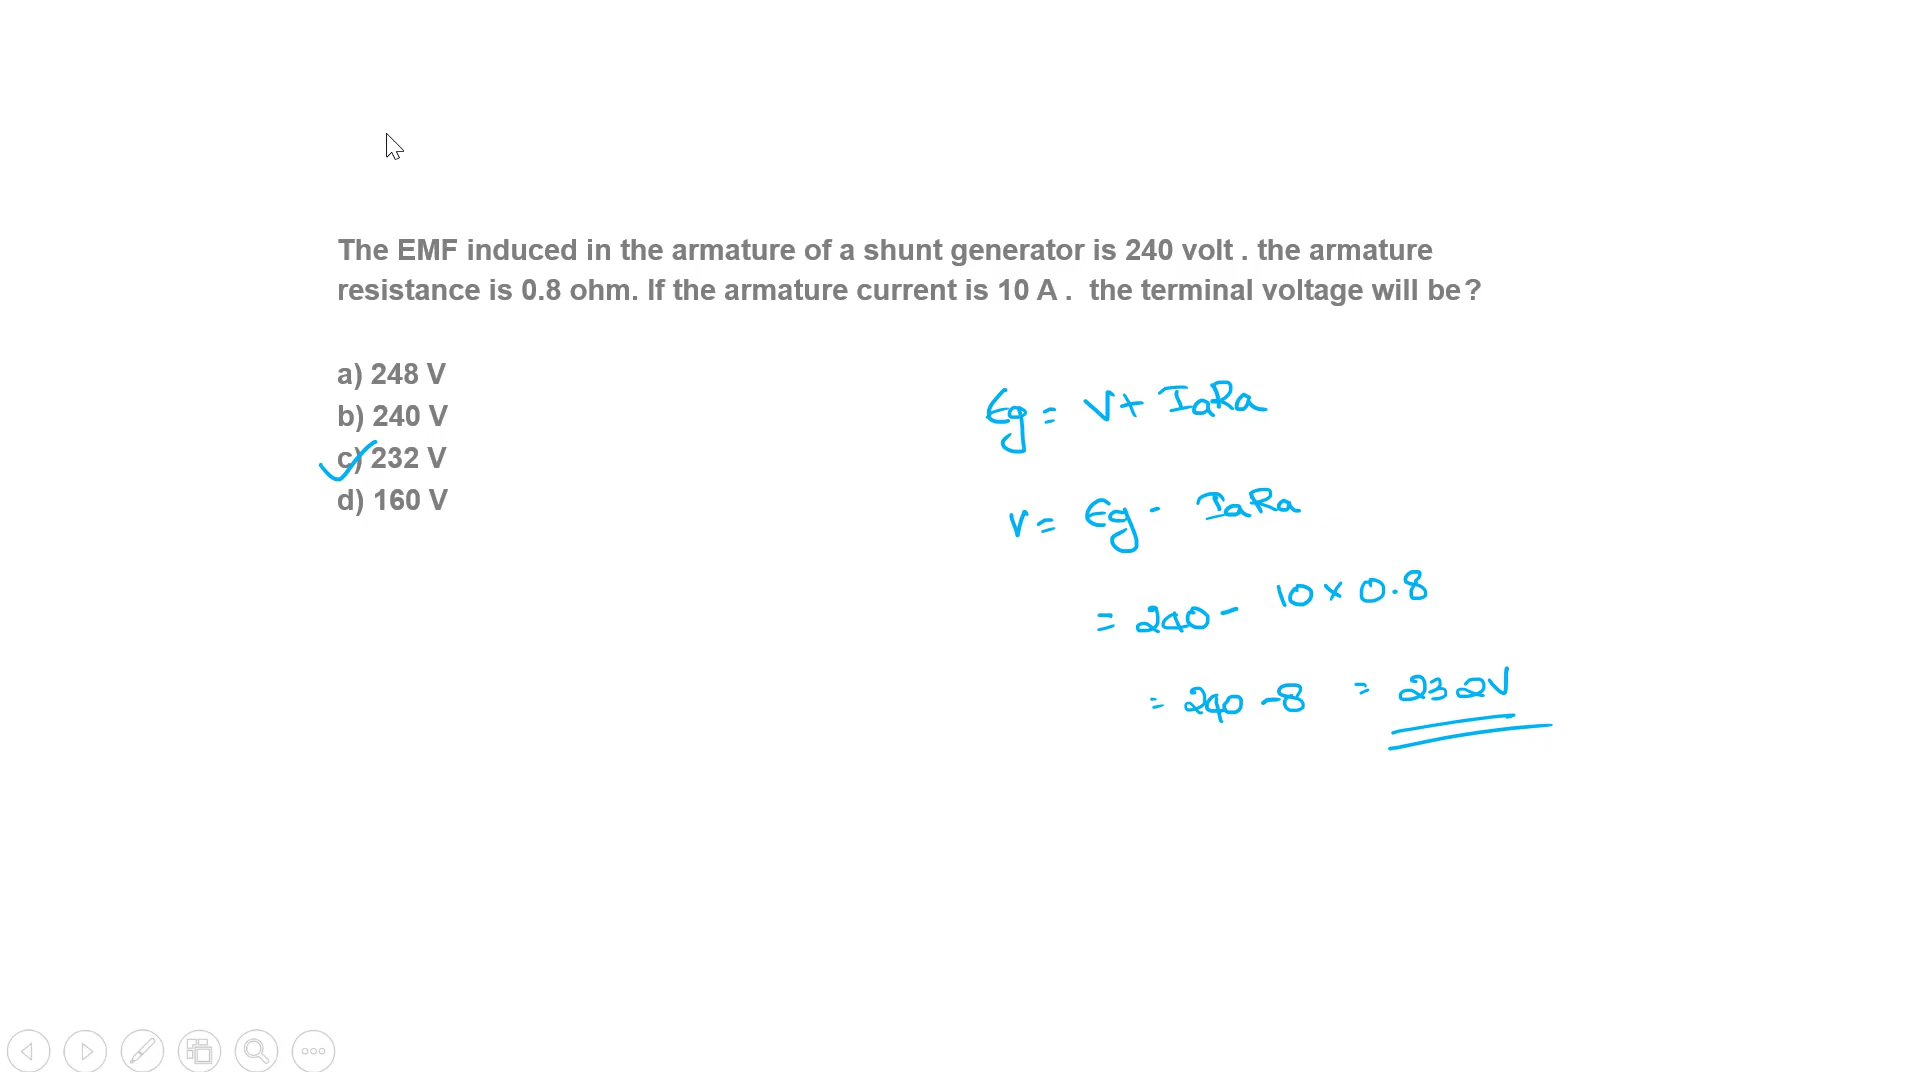 The EMF induced in the armature of a shunt generator is 240 volt . the armature
resistance is 0.8 ohm. If the armature current is 10 A .  the terminal voltage will be?
a) 248 V
b) 240 V
c) 232 V
d) 160 V
Eg = V + IaRa
V = Eg - IaRa
= 240 - 10 × 0.8
= 240 - 8 = 232V